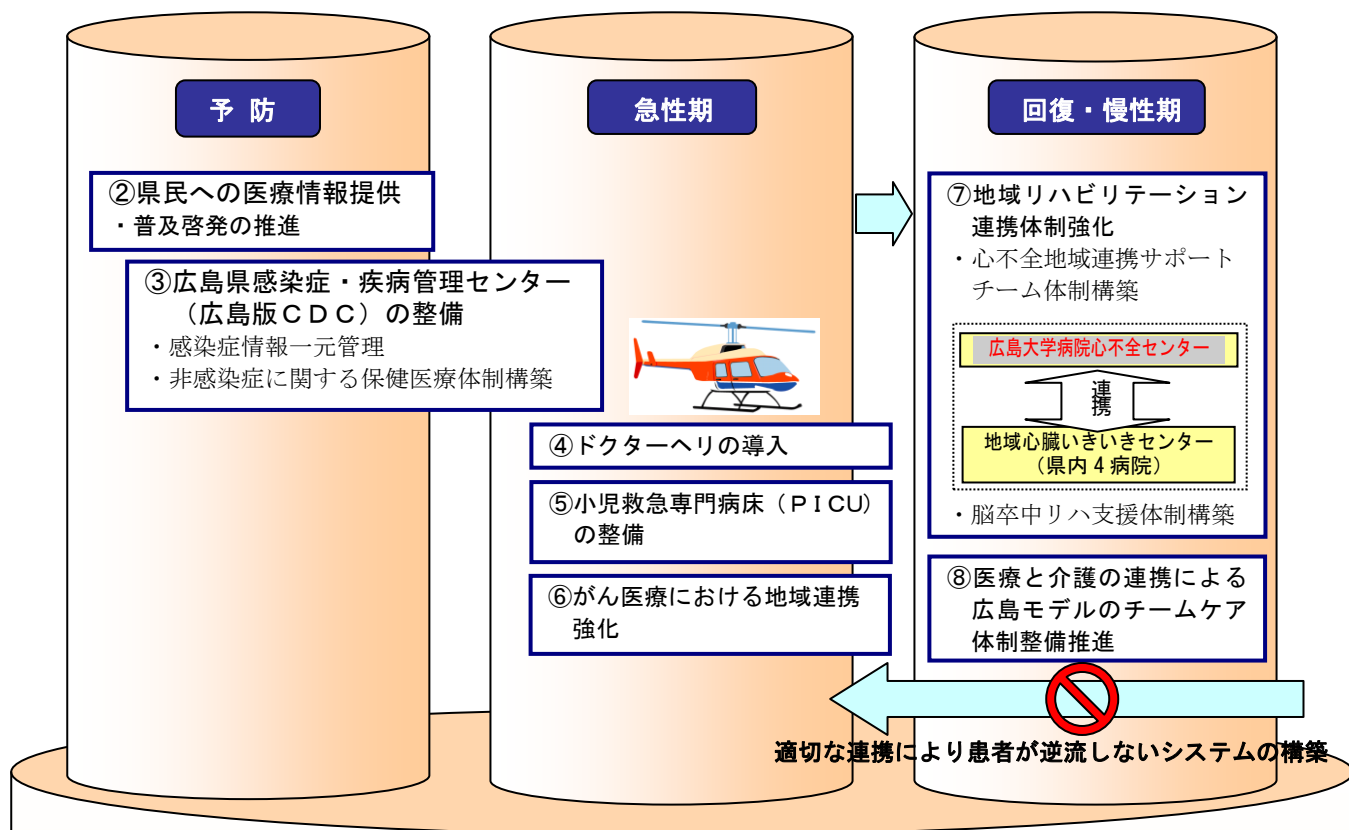 予 防
②県民への医療情報提供
・普及啓発の推進
③広島県感染症・疾病管理センター
（広島版ＣＤＣ）の整備
・感染症情報一元管理
・非感染症に関する保健医療体制構築
急性期
④ドクターヘリの導入
⑤小児救急専門病床（ＰＩＣＵ）
の整備
⑥がん医療における地域連携
強化
回復・慢性期
⑦地域リハビリテーション
連携体制強化
・心不全地域連携サポート
チーム体制構築
広島大学病院心不全センター
連携
地域心臓いきいきセンター
（県内４病院）
・脳卒中リハ支援体制構築
⑧医療と介護の連携による
広島モデルのチームケア
体制整備推進
適切な連携により患者が逆流しないシステムの構築